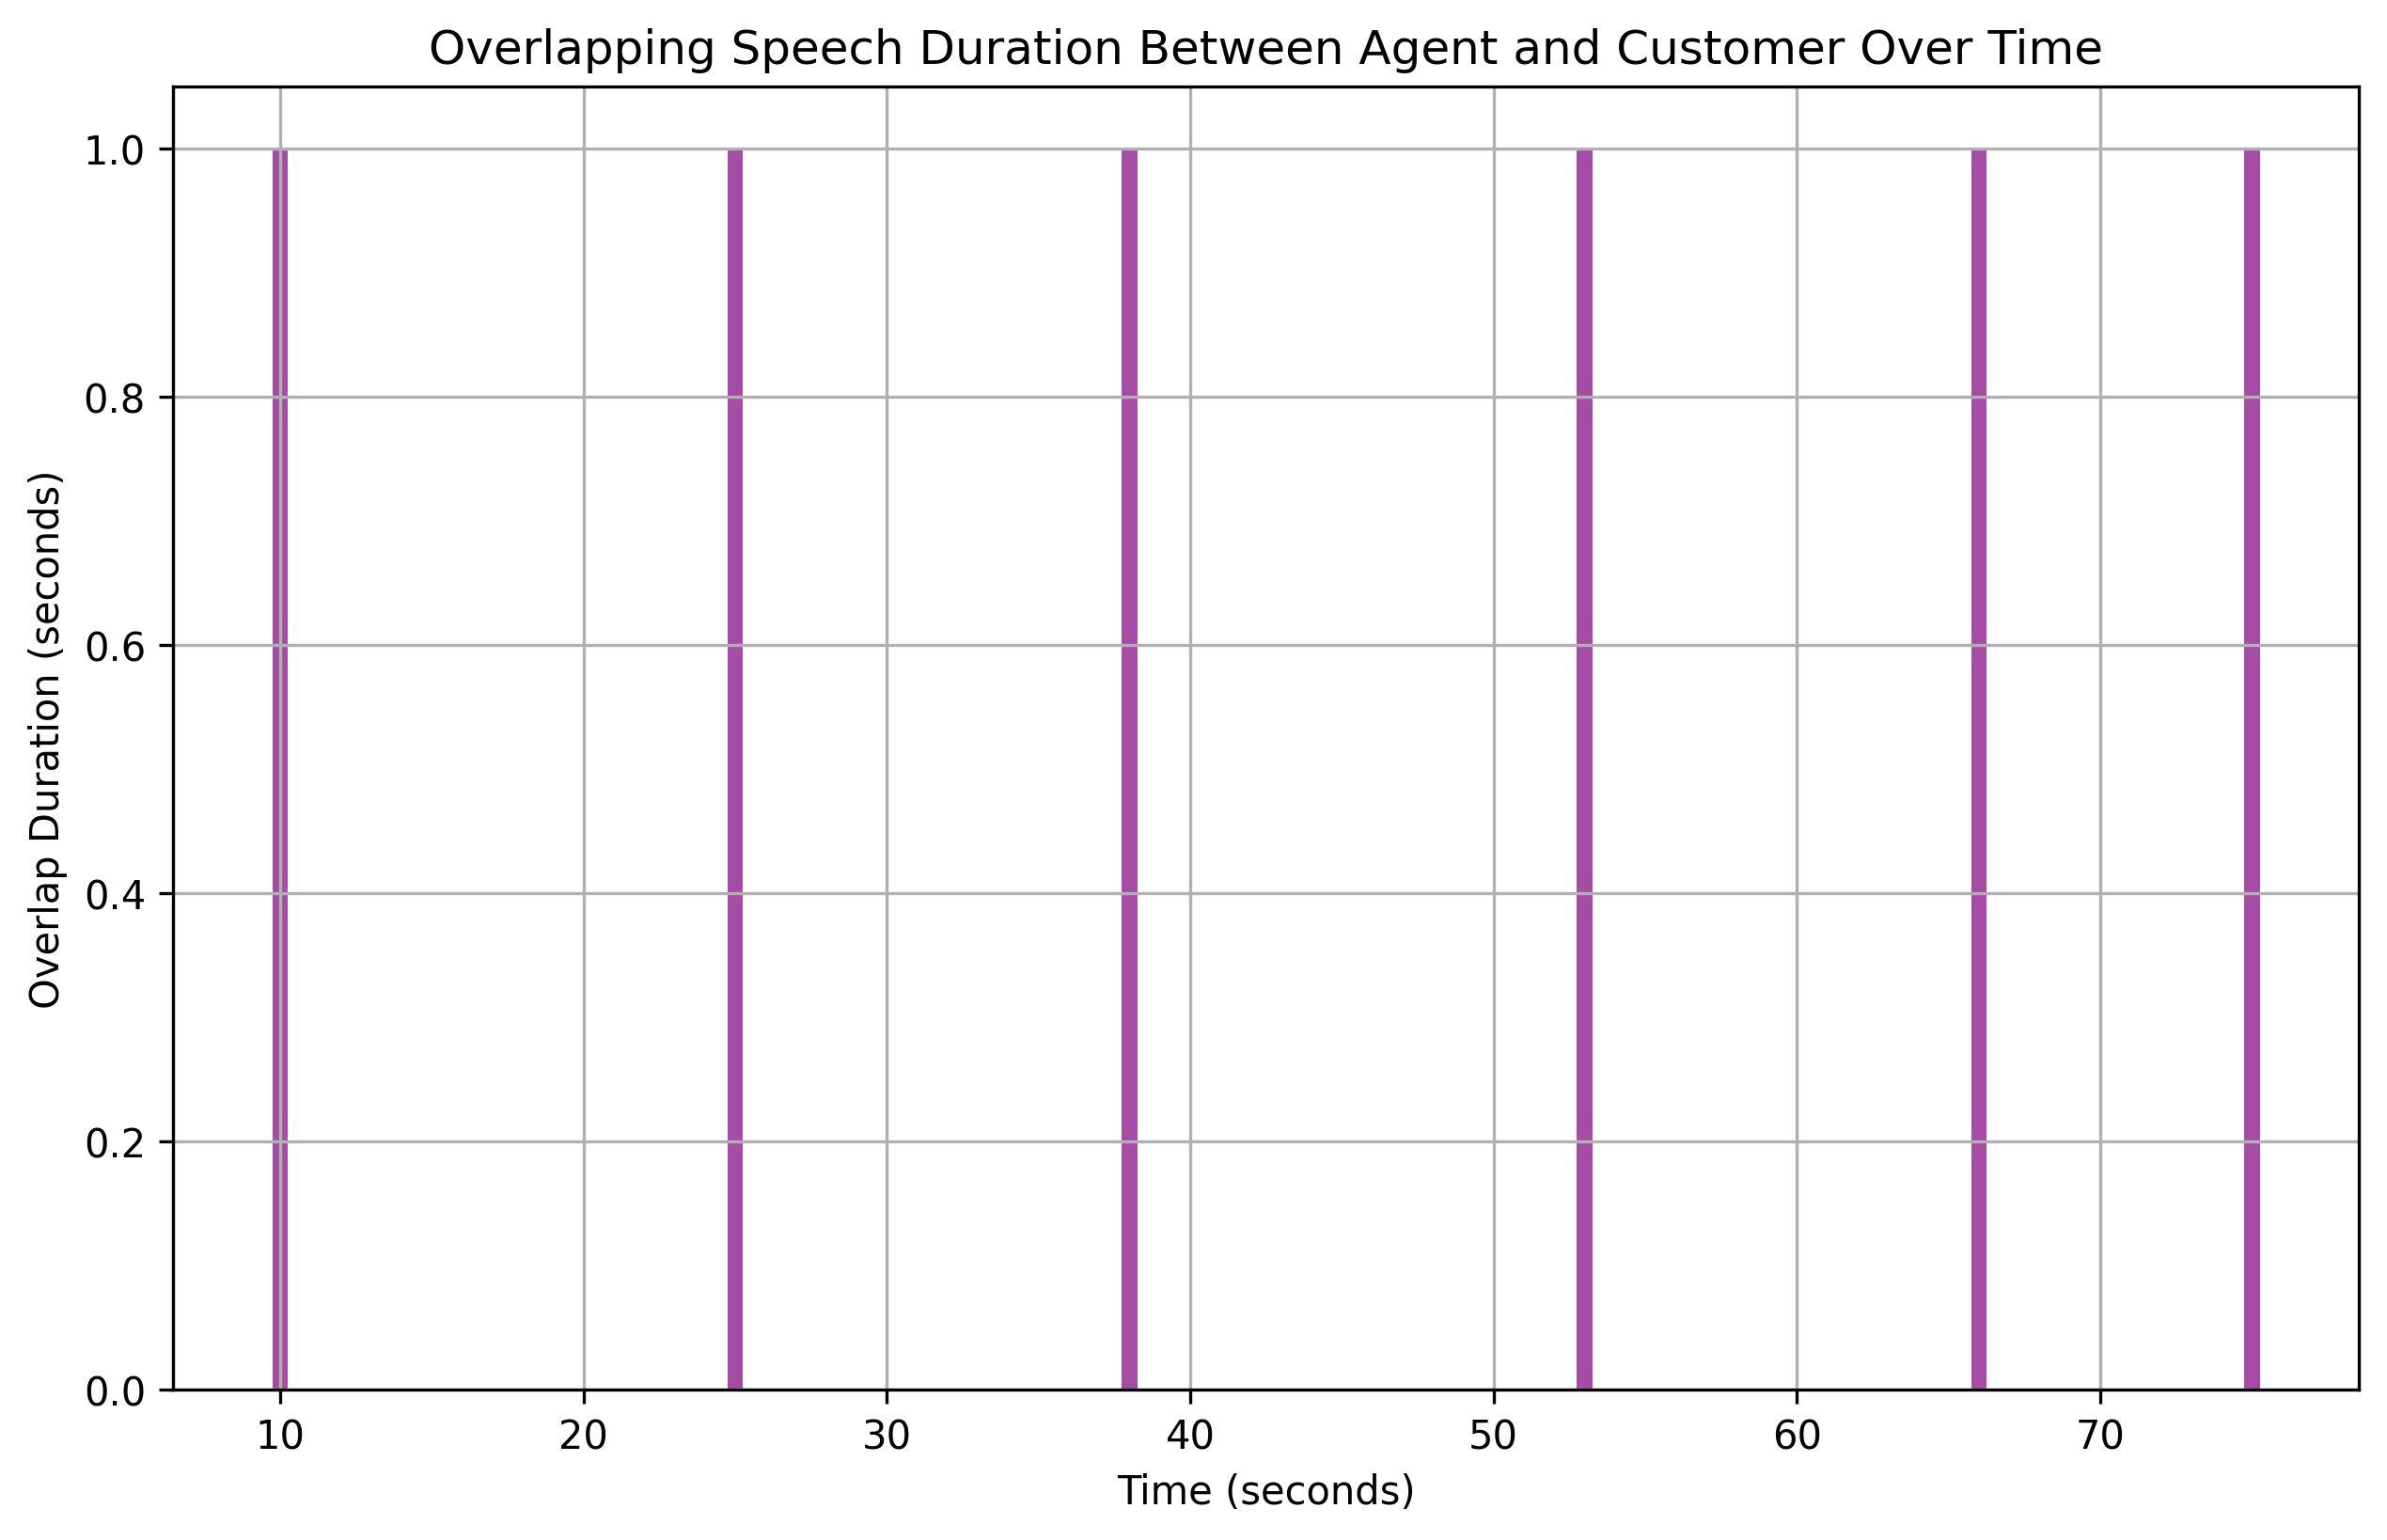 Overlapping Speech Duration Between Agent and Customer Over Time
Overlap Duration (seconds)
1.0
0.8
0.6
0.4
0.2
0.0
10 20 30 40 50 60 70
Time (seconds)